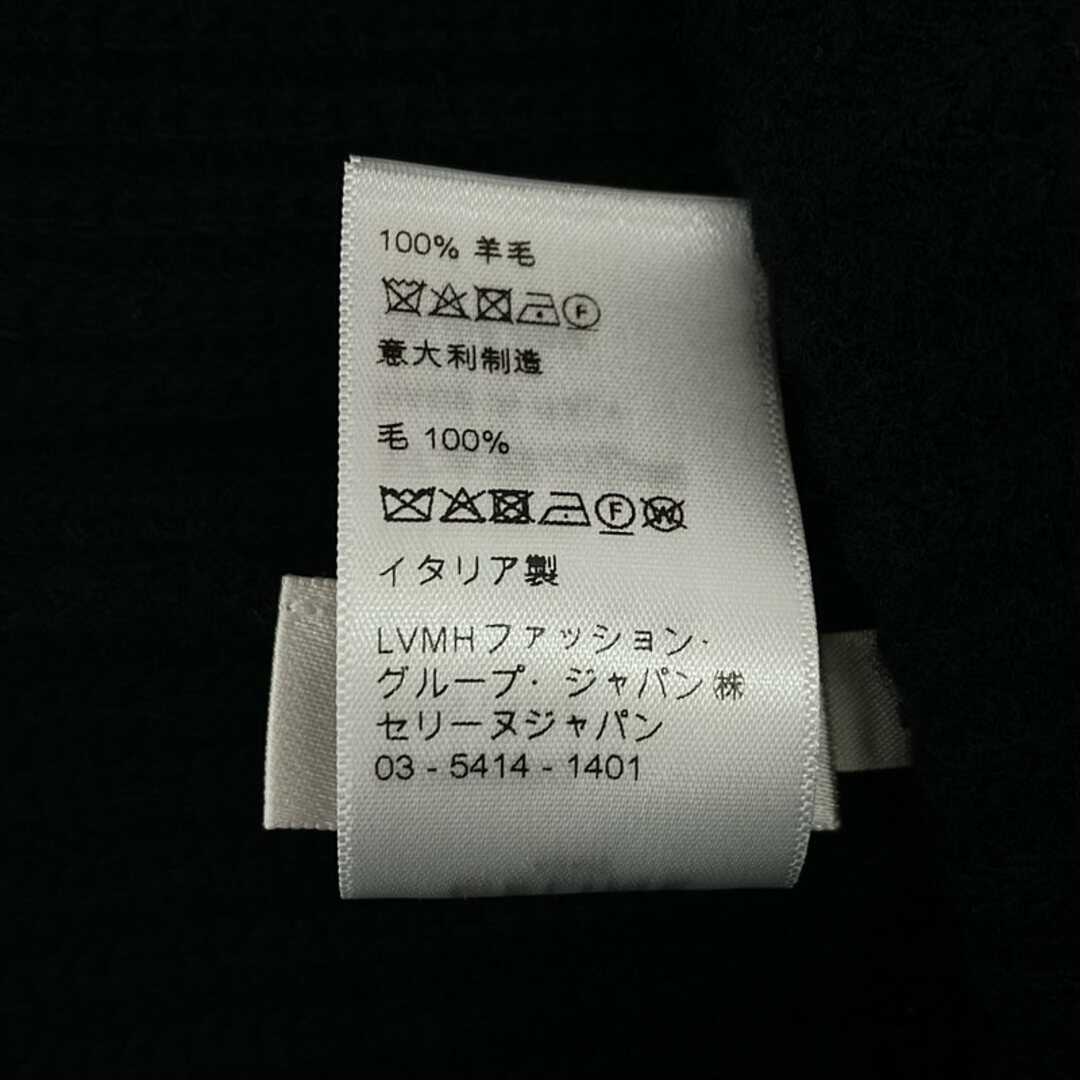 100% 羊毛
F
意大利制造
毛 100%
F W
イタリア製
LVMHファッション·
グループ· ジャパン㈱
セリーヌジャパン
03 - 5414 - 1401